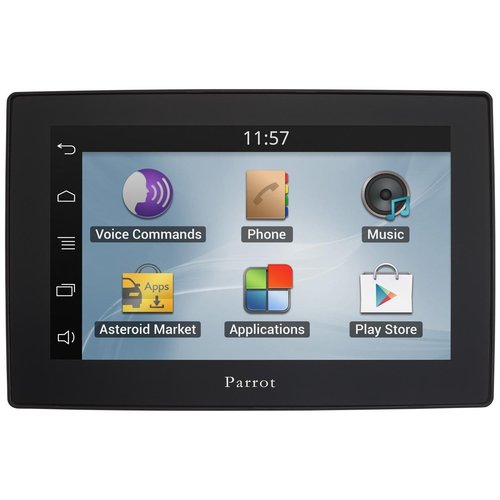 11:57
Voice Commands
Phone
Music
Apps
Asteroid Market
Applications
Play Store
Parrot